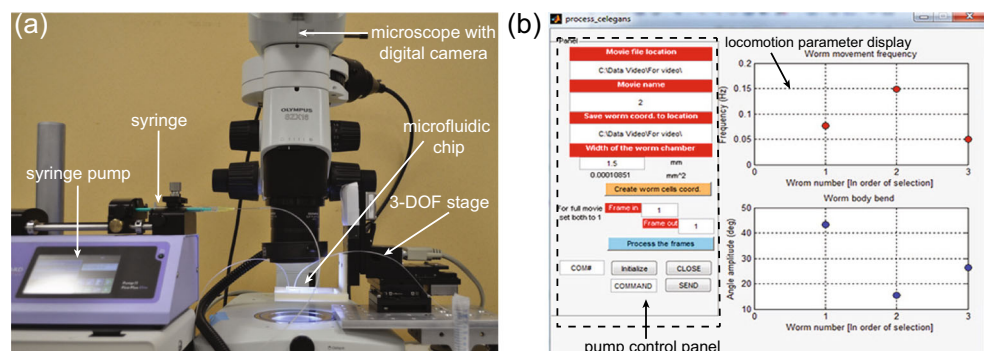 (a)
microscope with
digital camera
OLYMPUS
SZX16
syringe
microfluidic
chip
syringe pump
3-DOF stage
(b)
process_celegans
Panel
Movie file location
C:\Data Video\For video\
Movie name
2
Save worm coord. to location
C:\Data Video\For video\
Width of the worm chamber
1.5 mm
0.00010851 mm^2
Create worm cells coord.
For full movie
set both to 1
Frame in 1
Frame out 1
Process the frames
COM# Initialize CLOSE
COMMAND SEND
pump control panel
locomotion parameter display
Worm movement frequency
Frequency (Hz)
0.2
0.15
0.1
0.05
0
0 1 2 3
Wrom number [In order of selection]
Worm body bend
Angle amplitude (deg)
50
40
30
20
10
0 1 2 3
Worm number [In order of selection]